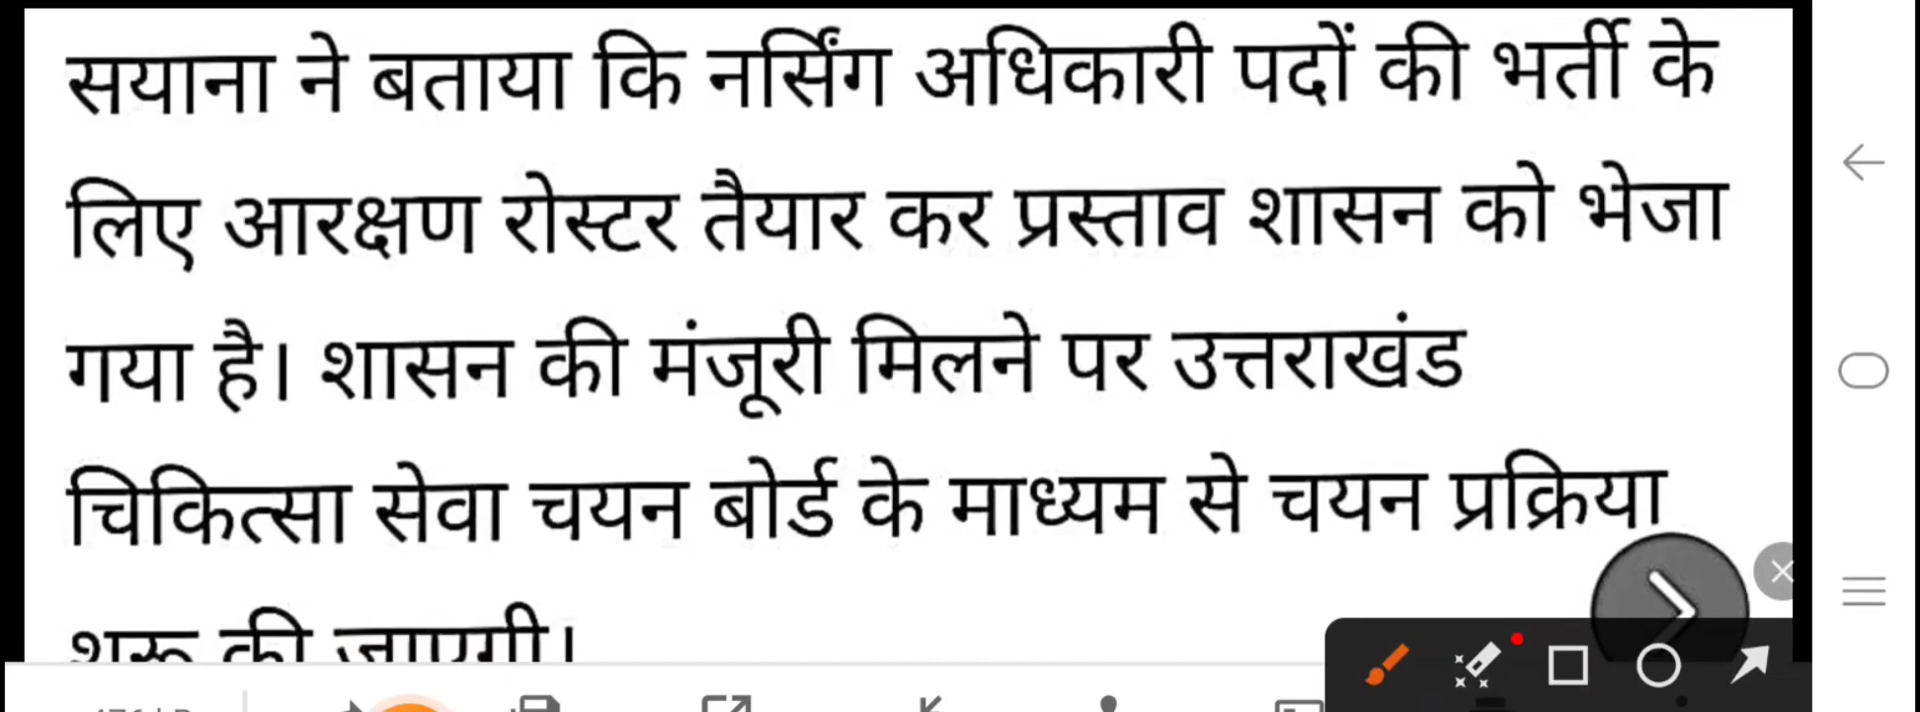 सयाना ने बताया कि नर्सिंग अधिकारी पदों की भर्ती के
लिए आरक्षण रोस्टर तैयार कर प्रस्ताव शासन को भेजा
गया है। शासन की मंजूरी मिलने पर उत्तराखंड
चिकित्सा सेवा चयन बोर्ड के माध्यम से चयन प्रक्रिया
शुरू की जाएगी।